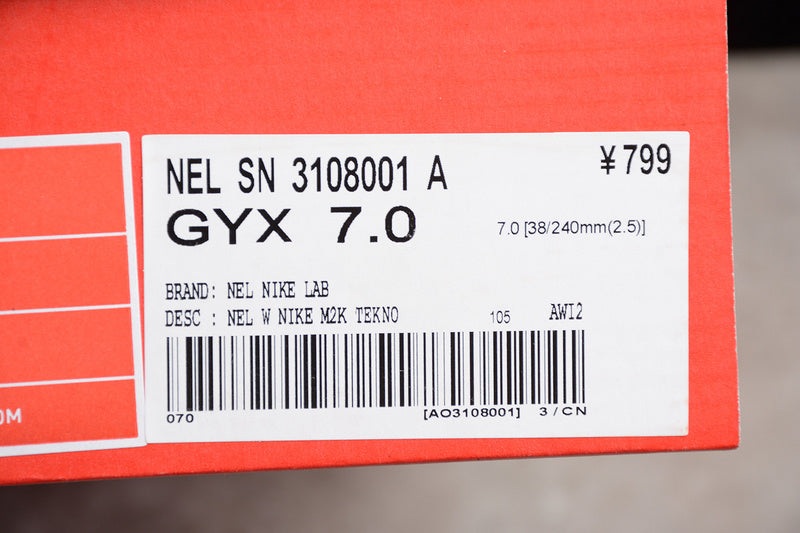 NEL SN 3108001 A
¥799
GYX 7.0
7.0 [38/240mm(2.5)]
BRAND: NEL NIKE LAB
DESC : NEL W NIKE M2K TEKNO
105
AWI2
070
[AO3108001] 3/CN
OM